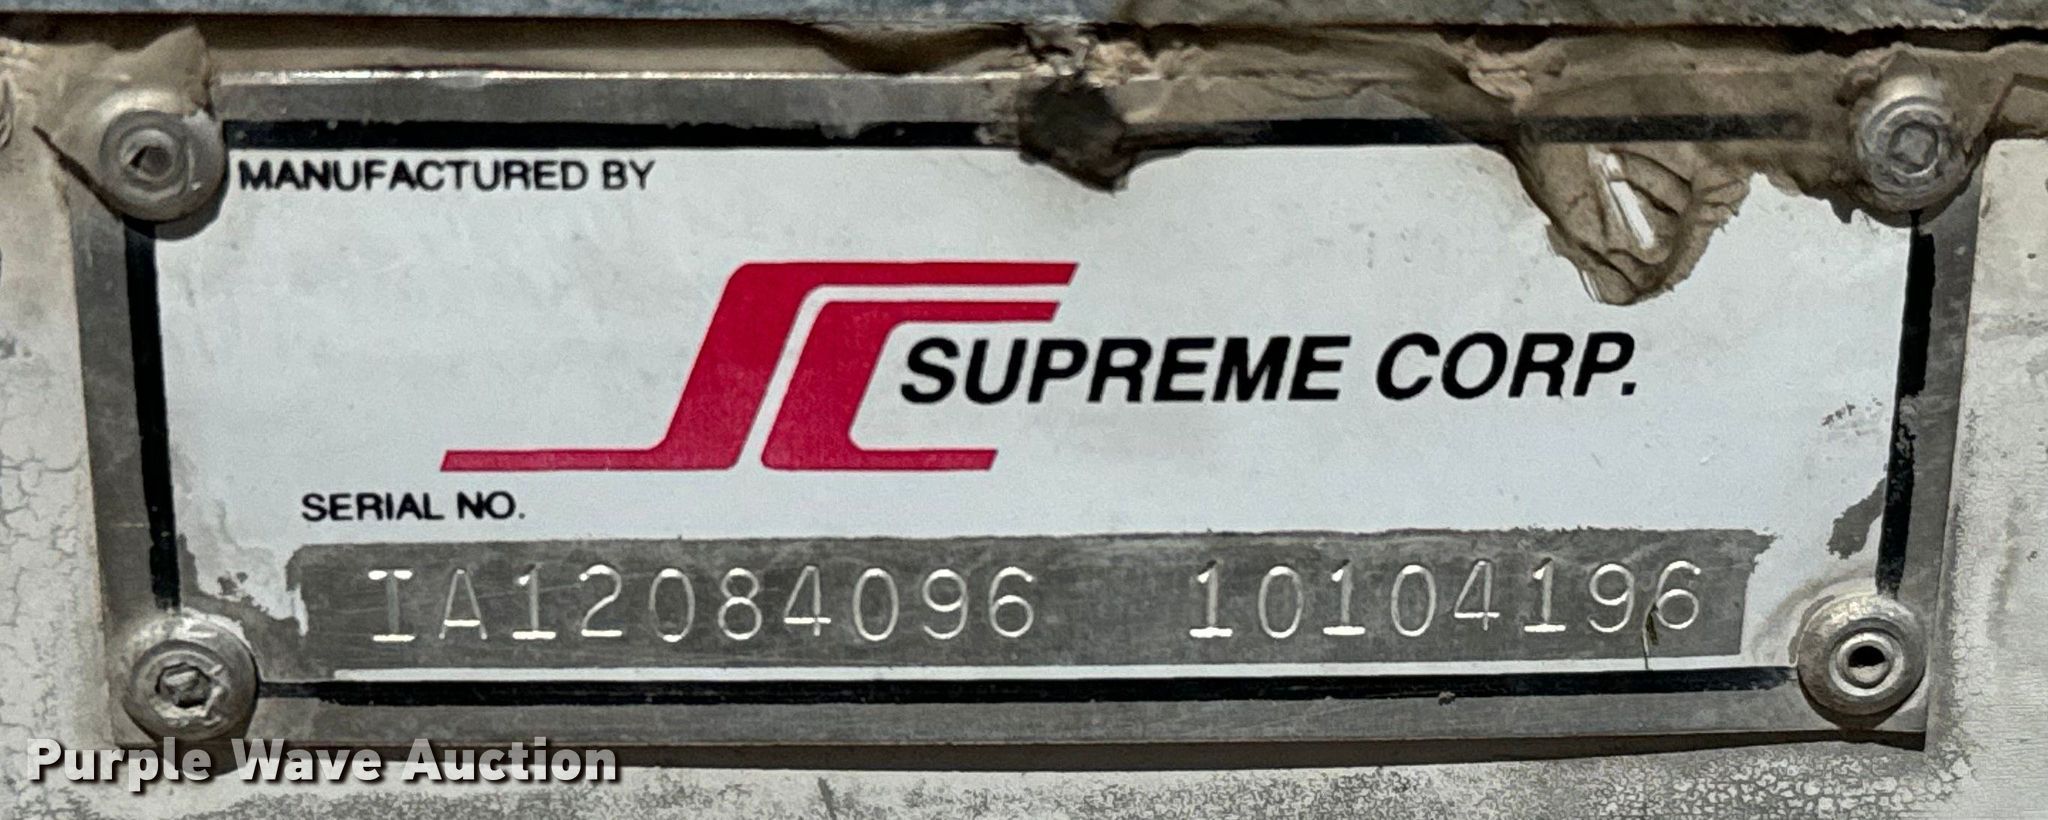 MANUFACTURED BY
SUPREME CORP.
SERIAL NO.
IA12084096 10104196
Purple Wave Auction